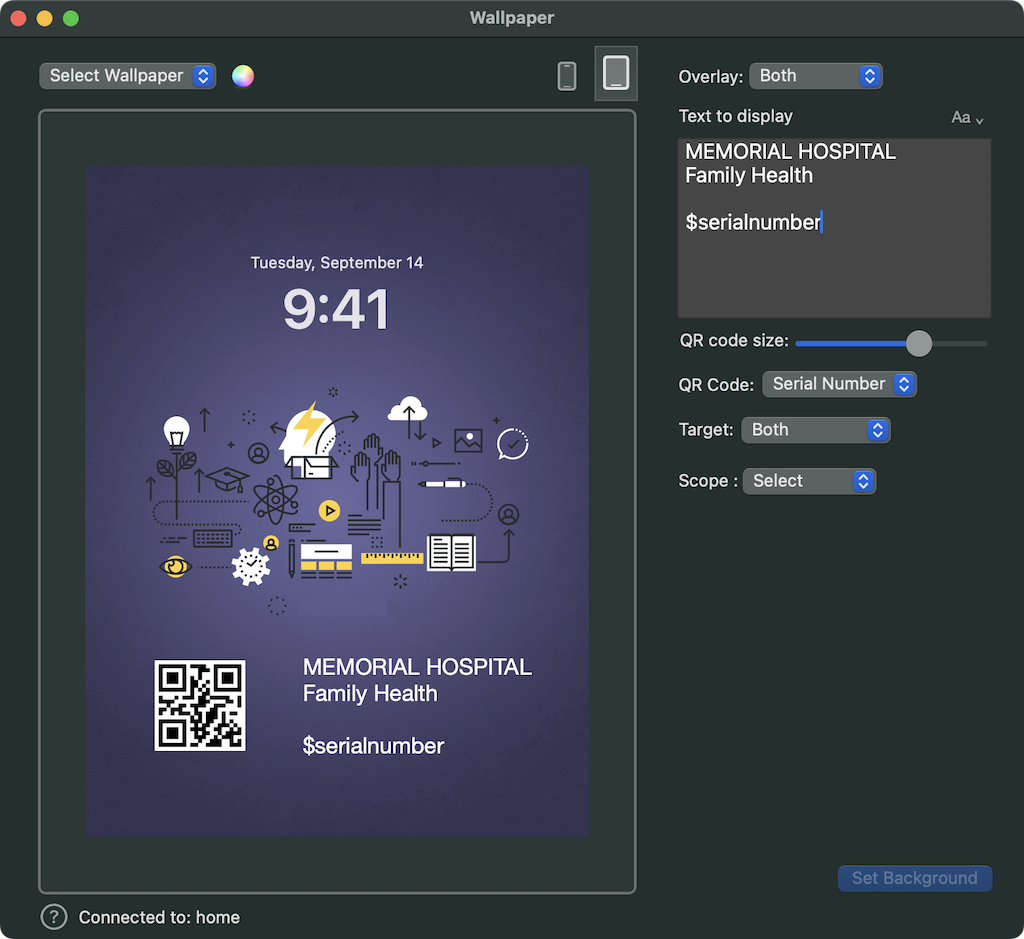 Wallpaper
Select Wallpaper
Overlay: Both
Text to display
Aa
MEMORIAL HOSPITAL
Family Health
$serialnumber
QR code size:
QR Code: Serial Number
Target: Both
Scope : Select
Tuesday, September 14
9:41
MEMORIAL HOSPITAL
Family Health
$serialnumber
Set Background
? Connected to: home